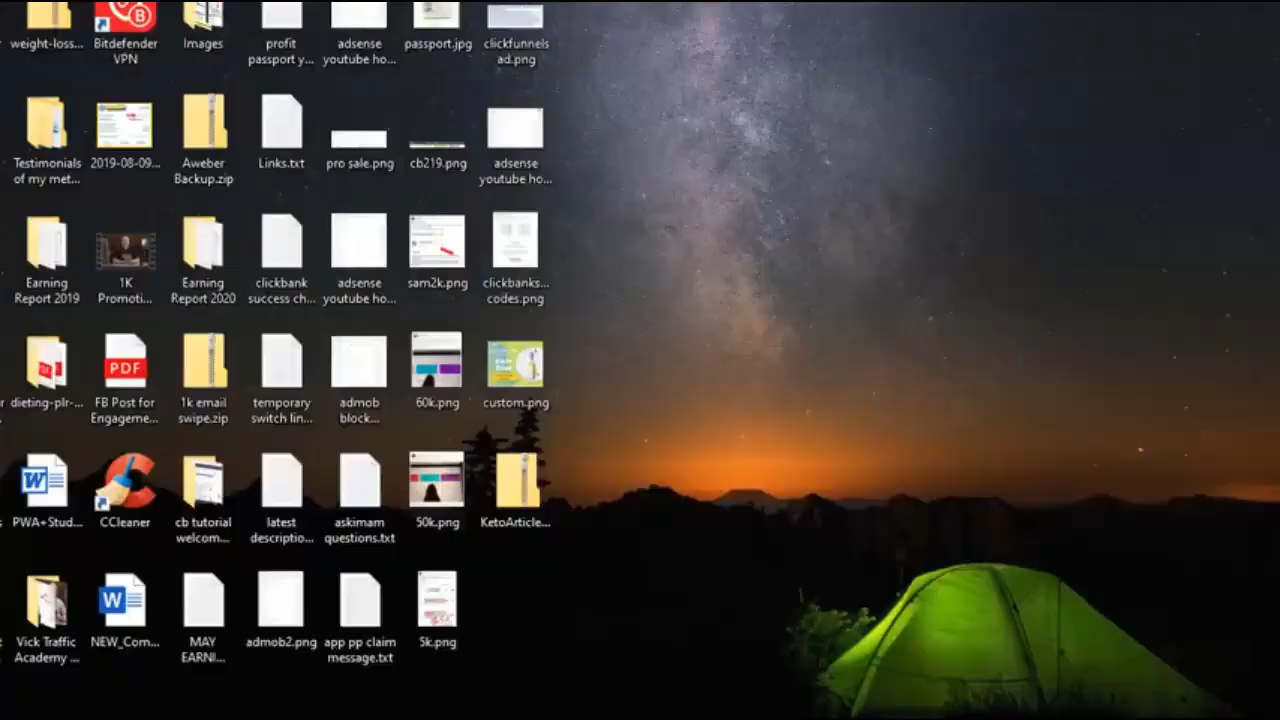 weight-loss...
Bitdefender
VPN
Images
profit
passport y...
adsense
youtube ho...
passport.jpg
clickfunnels
ad.png
Testimonials
of my met...
2019-08-09...
Aweber
Backup.zip
Links.txt
pro sale.png
cb219.png
adsense
youtube ho...
Earning
Report 2019
1K
Promoti...
Earning
Report 2020
clickbank
success ch...
adsense
youtube ho...
sam2k.png
clickbanks...
codes.png
dieting-plr-...
PDF
FB Post for
Engageme...
1k email
swipe.zip
temporary
switch lin...
admob
block...
60k.png
custom.png
PWA+Stud...
CCleaner
cb tutorial
welcom...
latest
descriptio...
askimam
questions.txt
50k.png
KetoArticle...
Vick Traffic
Academy ...
NEW_Com...
MAY
EARNI...
admob2.png
app pp claim
message.txt
5k.png